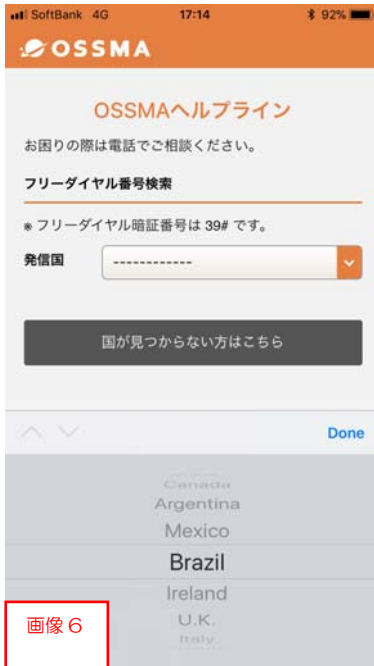 SoftBank 4G 17:14 92%
OSSMA
OSSMAヘルプライン
お困りの際は電話でご相談ください。
フリーダイヤル番号検索
※ フリーダイヤル暗証番号は 39# です。
発信国 ------------
国が見つからない方はこちら
Done
Canada
Argentina
Mexico
Brazil
Ireland
U.K.
Italy
画像6